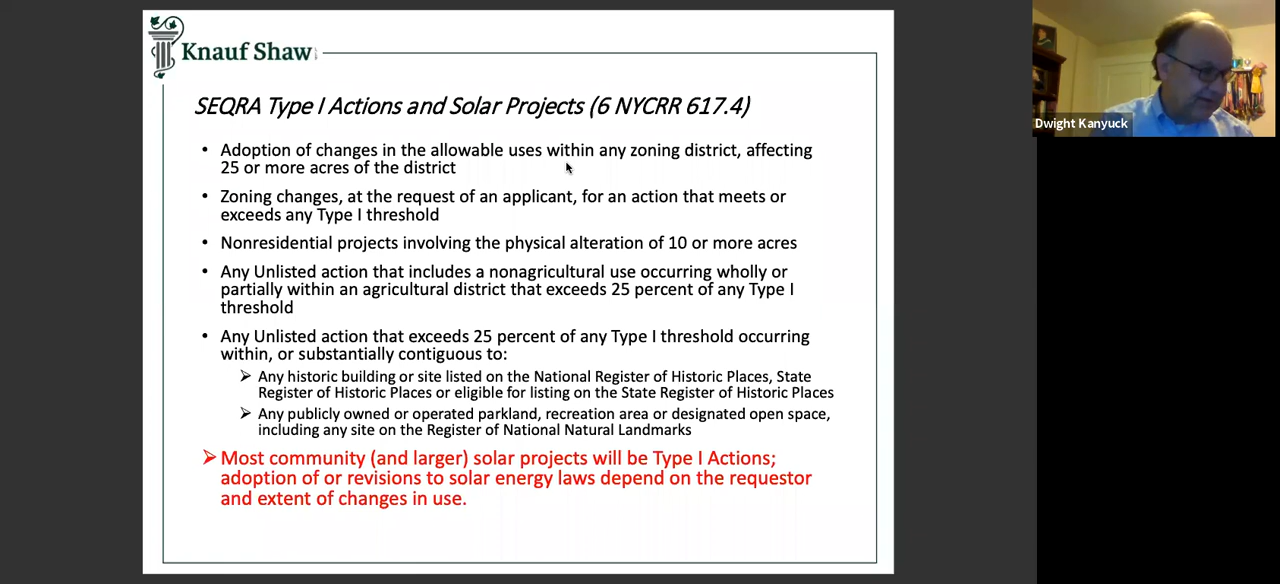 Knauf Shaw
SEQRA Type I Actions and Solar Projects (6 NYCRR 617.4)
• Adoption of changes in the allowable uses within any zoning district, affecting
25 or more acres of the district
• Zoning changes, at the request of an applicant, for an action that meets or
exceeds any Type I threshold
• Nonresidential projects involving the physical alteration of 10 or more acres
• Any Unlisted action that includes a nonagricultural use occurring wholly or
partially within an agricultural district that exceeds 25 percent of any Type I
threshold
• Any Unlisted action that exceeds 25 percent of any Type I threshold occurring
within, or substantially contiguous to:
➢ Any historic building or site listed on the National Register of Historic Places, State
Register of Historic Places or eligible for listing on the State Register of Historic Places
➢ Any publicly owned or operated parkland, recreation area or designated open space,
including any site on the Register of National Natural Landmarks
➢ Most community (and larger) solar projects will be Type I Actions;
adoption of or revisions to solar energy laws depend on the requestor
and extent of changes in use.
Dwight Kanyuck